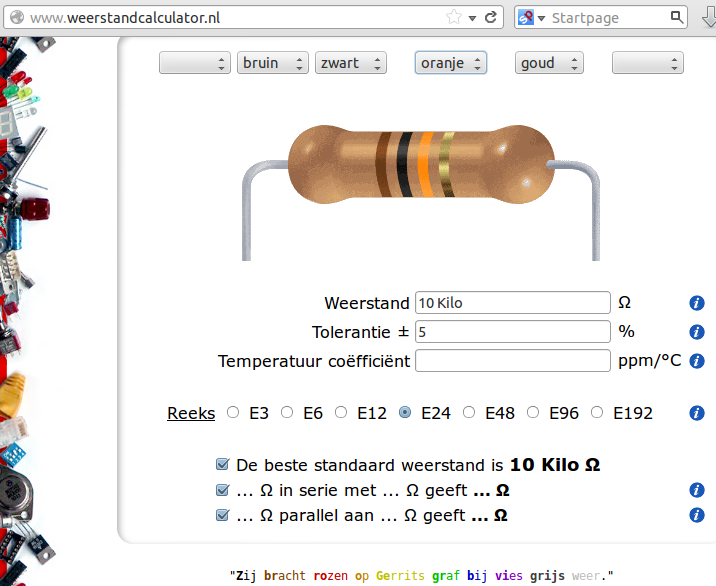 www.weerstandcalculator.nl
Startpage
bruin zwart oranje goud
Weerstand 10 Kilo Ω
Tolerantie ± 5 %
Temperatuur coëfficiënt ppm/°C
Reeks E3 E6 E12 E24 E48 E96 E192
De beste standaard weerstand is 10 Kilo Ω
... Ω in serie met ... Ω geeft ... Ω
... Ω parallel aan ... Ω geeft ... Ω
"Zij bracht rozen op Gerrits graf bij vies grijs weer."